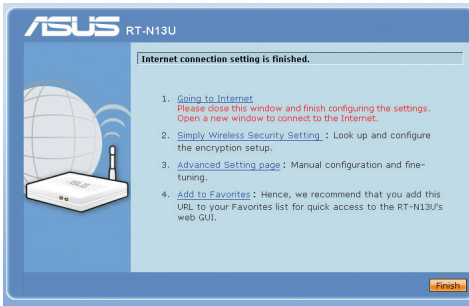 ASUS RT-N13U
Internet connection setting is finished.
1. Going to Internet
Please close this window and finish configuring the settings.
Open a new window to connect to the Internet.
2. Simply Wireless Security Setting : Look up and configure
the encryption setup.
3. Advanced Setting page : Manual configuration and fine-
tuning.
4. Add to Favorites : Hence, we recommend that you add this
URL to your Favorites list for quick access to the RT-N13U's
web GUI.
ASUS
Finish